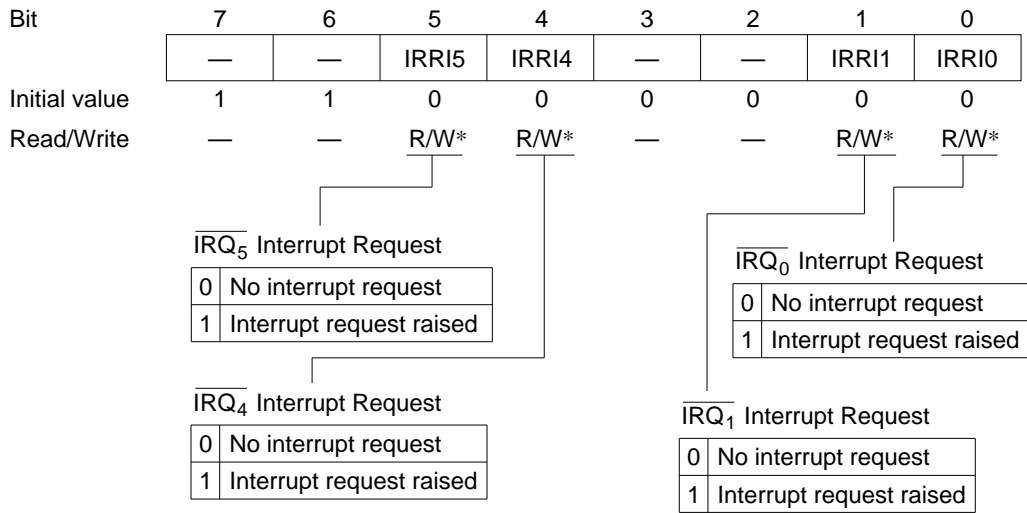 Bit 7 6 5 4 3 2 1 0
— — IRRI5 IRRI4 — — IRRI1 IRRI0
Initial value 1 1 0 0 0 0 0 0
Read/Write — — R/W* R/W* — — R/W* R/W*
IRQ5 Interrupt Request
0 No interrupt request
1 Interrupt request raised
IRQ0 Interrupt Request
0 No interrupt request
1 Interrupt request raised
IRQ4 Interrupt Request
0 No interrupt request
1 Interrupt request raised
IRQ1 Interrupt Request
0 No interrupt request
1 Interrupt request raised